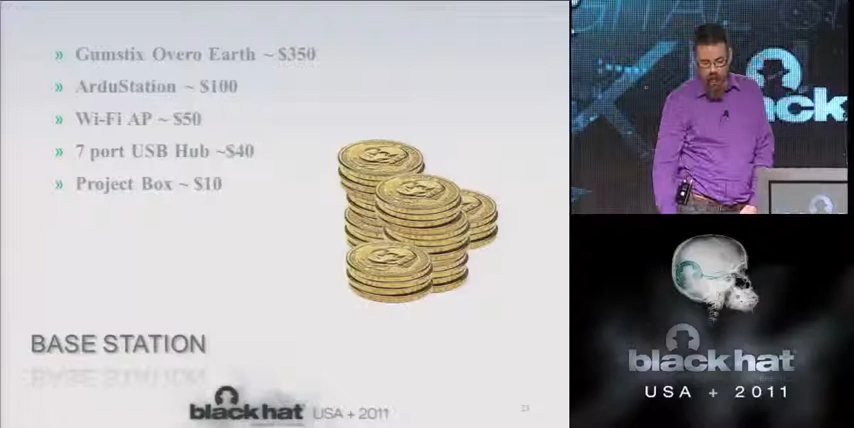 » Gumstix Overo Earth ~ $350
» ArduStation ~ $100
» Wi-Fi AP ~ $50
» 7 port USB Hub ~$40
» Project Box ~ $10
BASE STATION
black hat USA + 2011
ack
black hat
USA + 2011